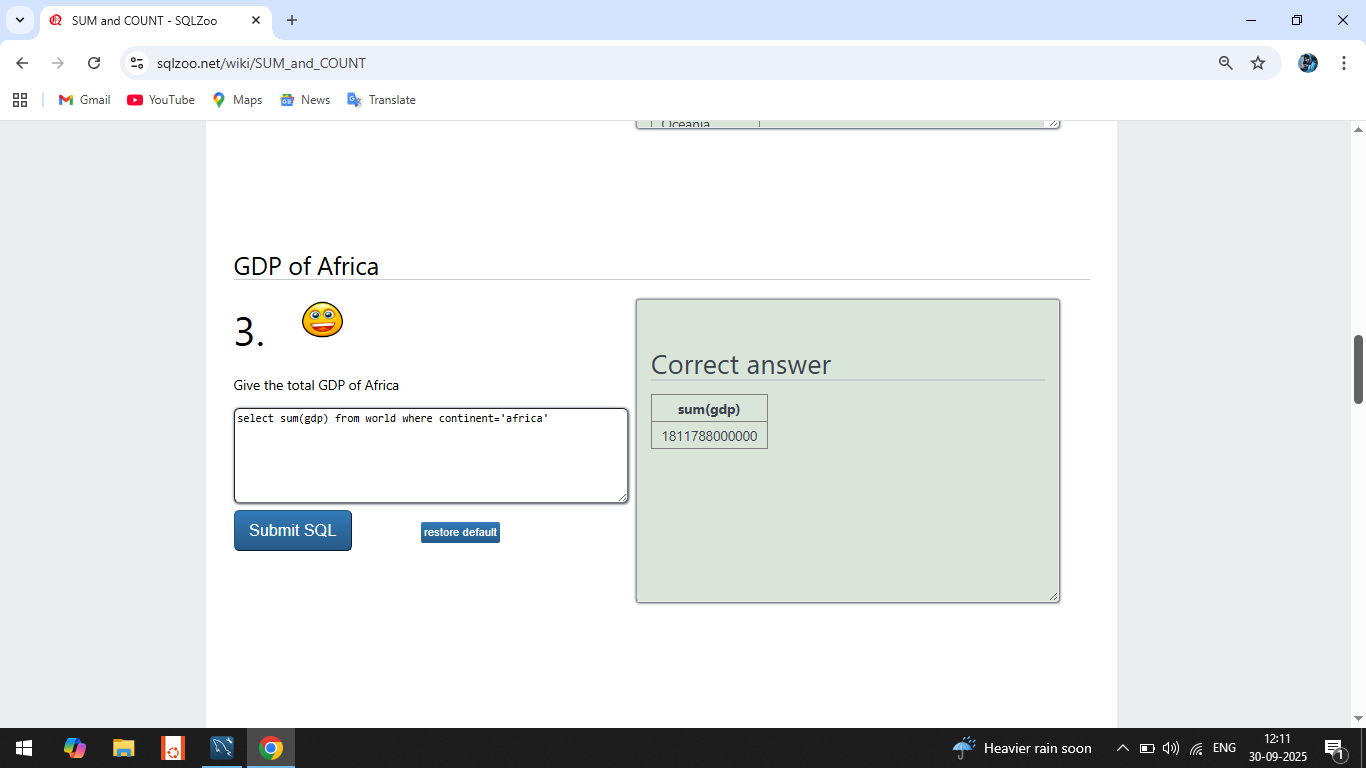 SUM and COUNT - SQLZoo
sqlzoo.net/wiki/SUM_and_COUNT
Gmail YouTube Maps News Translate
Oceania
GDP of Africa
3.
Give the total GDP of Africa
select sum(gdp) from world where continent='africa'
Submit SQL
restore default
Correct answer
sum(gdp)
1811788000000
Heavier rain soon
ENG
12:11
30-09-2025
1